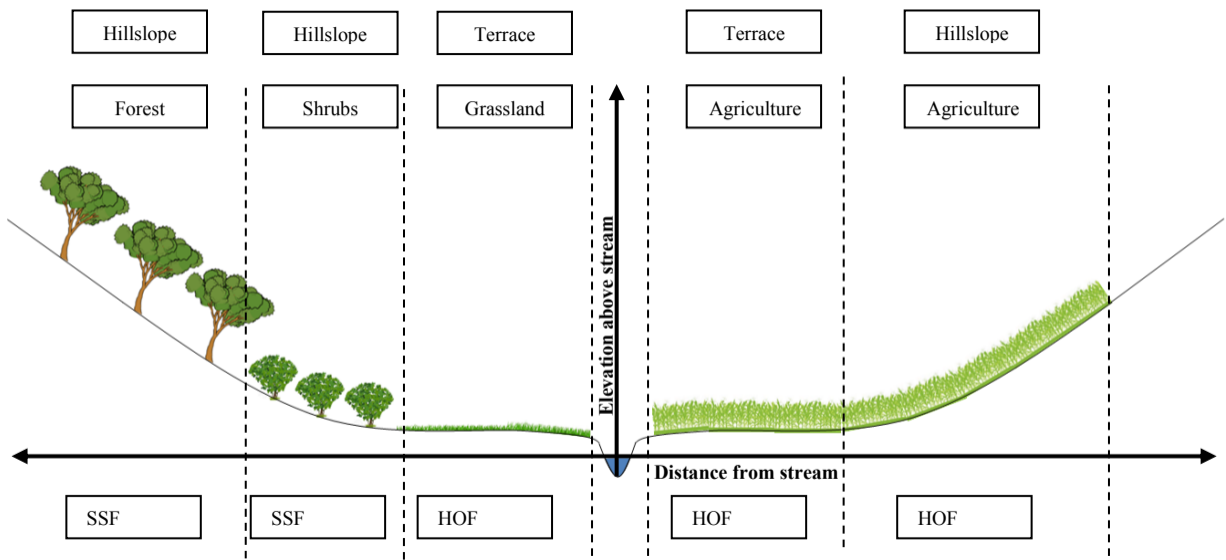 Hillslope
Hillslope
Terrace
Terrace
Hillslope
Forest
Shrubs
Grassland
Agriculture
Agriculture
Elevation above stream
Distance from stream
SSF
SSF
HOF
HOF
HOF